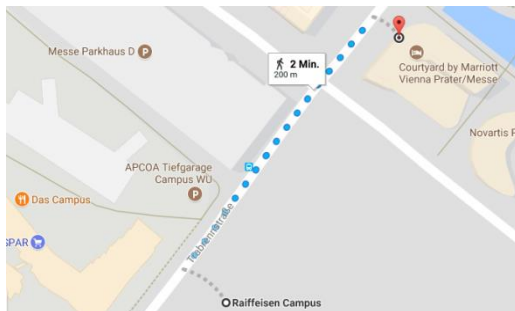 Messe Parkhaus D
P
2 Min.
200 m
Courtyard by Marriott
Vienna Prater/Messe
Novartis P
APCOA Tiefgarage
Campus WU
P
Das Campus
SPAR
Trabrennstraße
Raiffeisen Campus